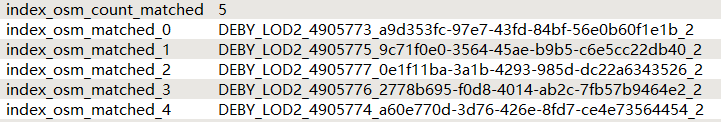 index_osm_count_matched 5
index_osm_matched_0 DEBY_LOD2_4905773_a9d353fc-97e7-43fd-84bf-56e0b60f1e1b_2
index_osm_matched_1 DEBY_LOD2_4905775_9c71f0e0-3564-45ae-b9b5-c6e5cc22db40_2
index_osm_matched_2 DEBY_LOD2_4905777_0e1f11ba-3a1b-4293-985d-dc22a6343526_2
index_osm_matched_3 DEBY_LOD2_4905776_2778b695-f0d8-4014-ab2c-7fb57b9464e2_2
index_osm_matched_4 DEBY_LOD2_4905774_a60e770d-3d76-426e-8fd7-ce4e73564454_2